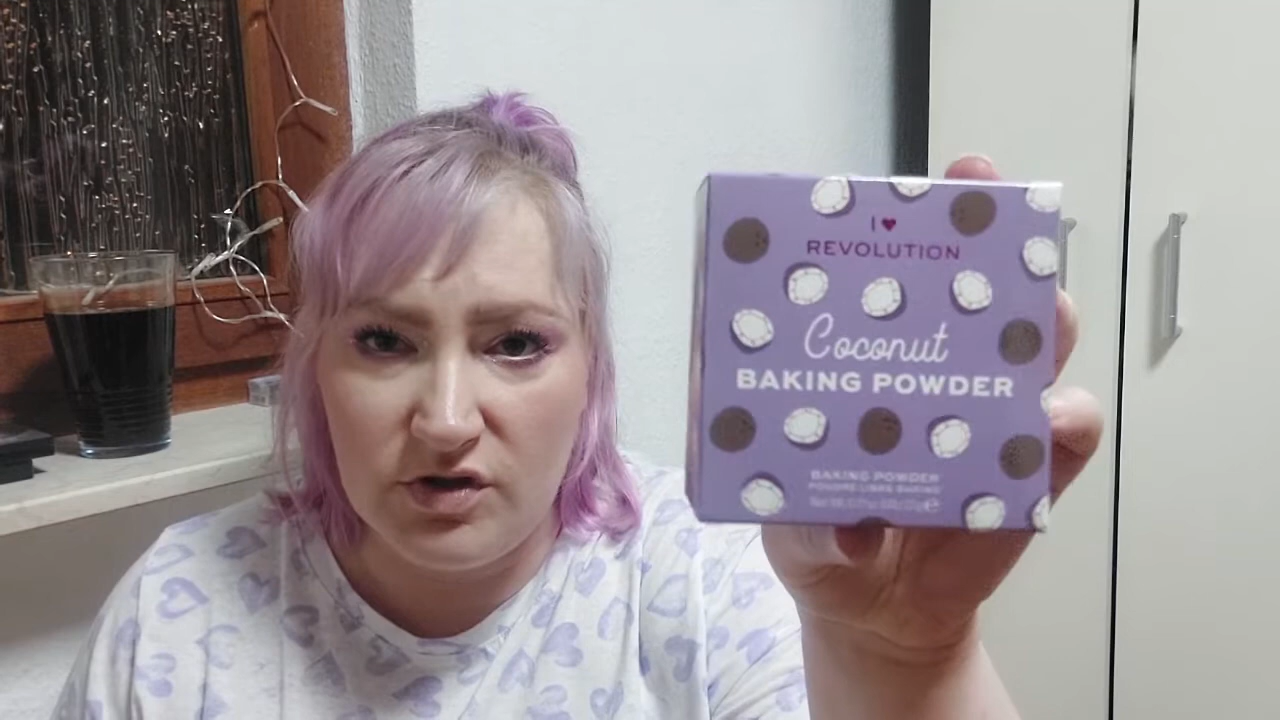 I ♥
REVOLUTION
Coconut
BAKING POWDER
BAKING POWDER
POUDRE LIBRE BAKING